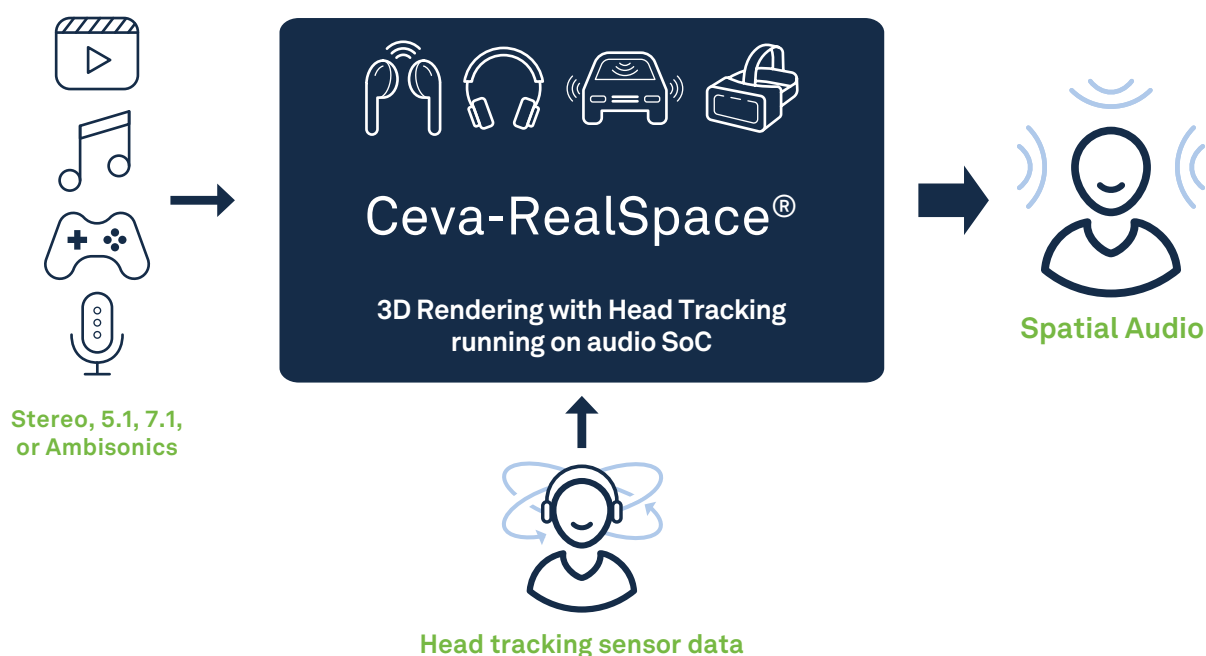 Ceva-RealSpace®
3D Rendering with Head Tracking
running on audio SoC
Stereo, 5.1, 7.1,
or Ambisonics
Spatial Audio
Head tracking sensor data